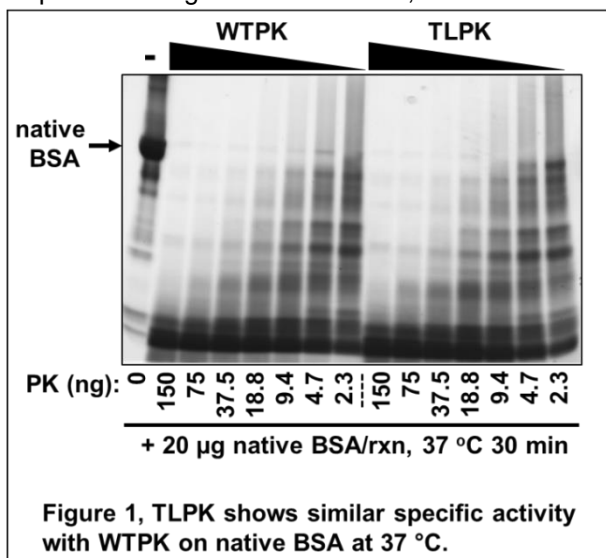 WTPK TLPK
-
native
BSA
PK (ng): 0 150 75 37.5 18.8 9.4 4.7 2.3 150 75 37.5 18.8 9.4 4.7 2.3
+ 20 µg native BSA/rxn, 37 °C 30 min
Figure 1, TLPK shows similar specific activity
with WTPK on native BSA at 37 °C.